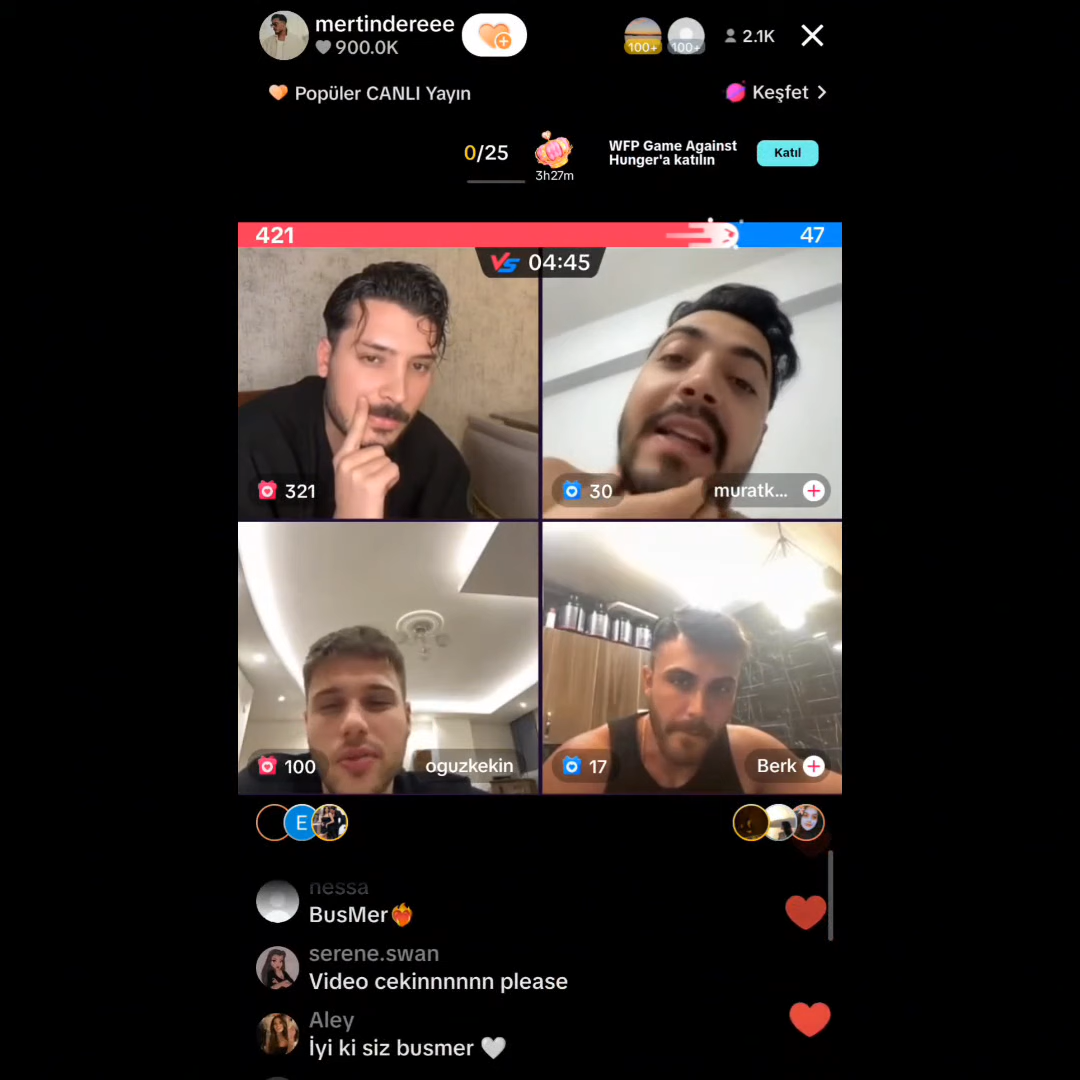 mertindereee
900.0K
100+
100+
2.1K
Popüler CANLI Yayın
Keşfet
0/25
3h27m
WFP Game Against
Hunger'a katılın
Katıl
421
47
VS 04:45
321
30
muratk...
100
oguzkekin
17
Berk
E
nessa
BusMer
serene.swan
Video cekinnnnnn please
Aley
İyi ki siz busmer